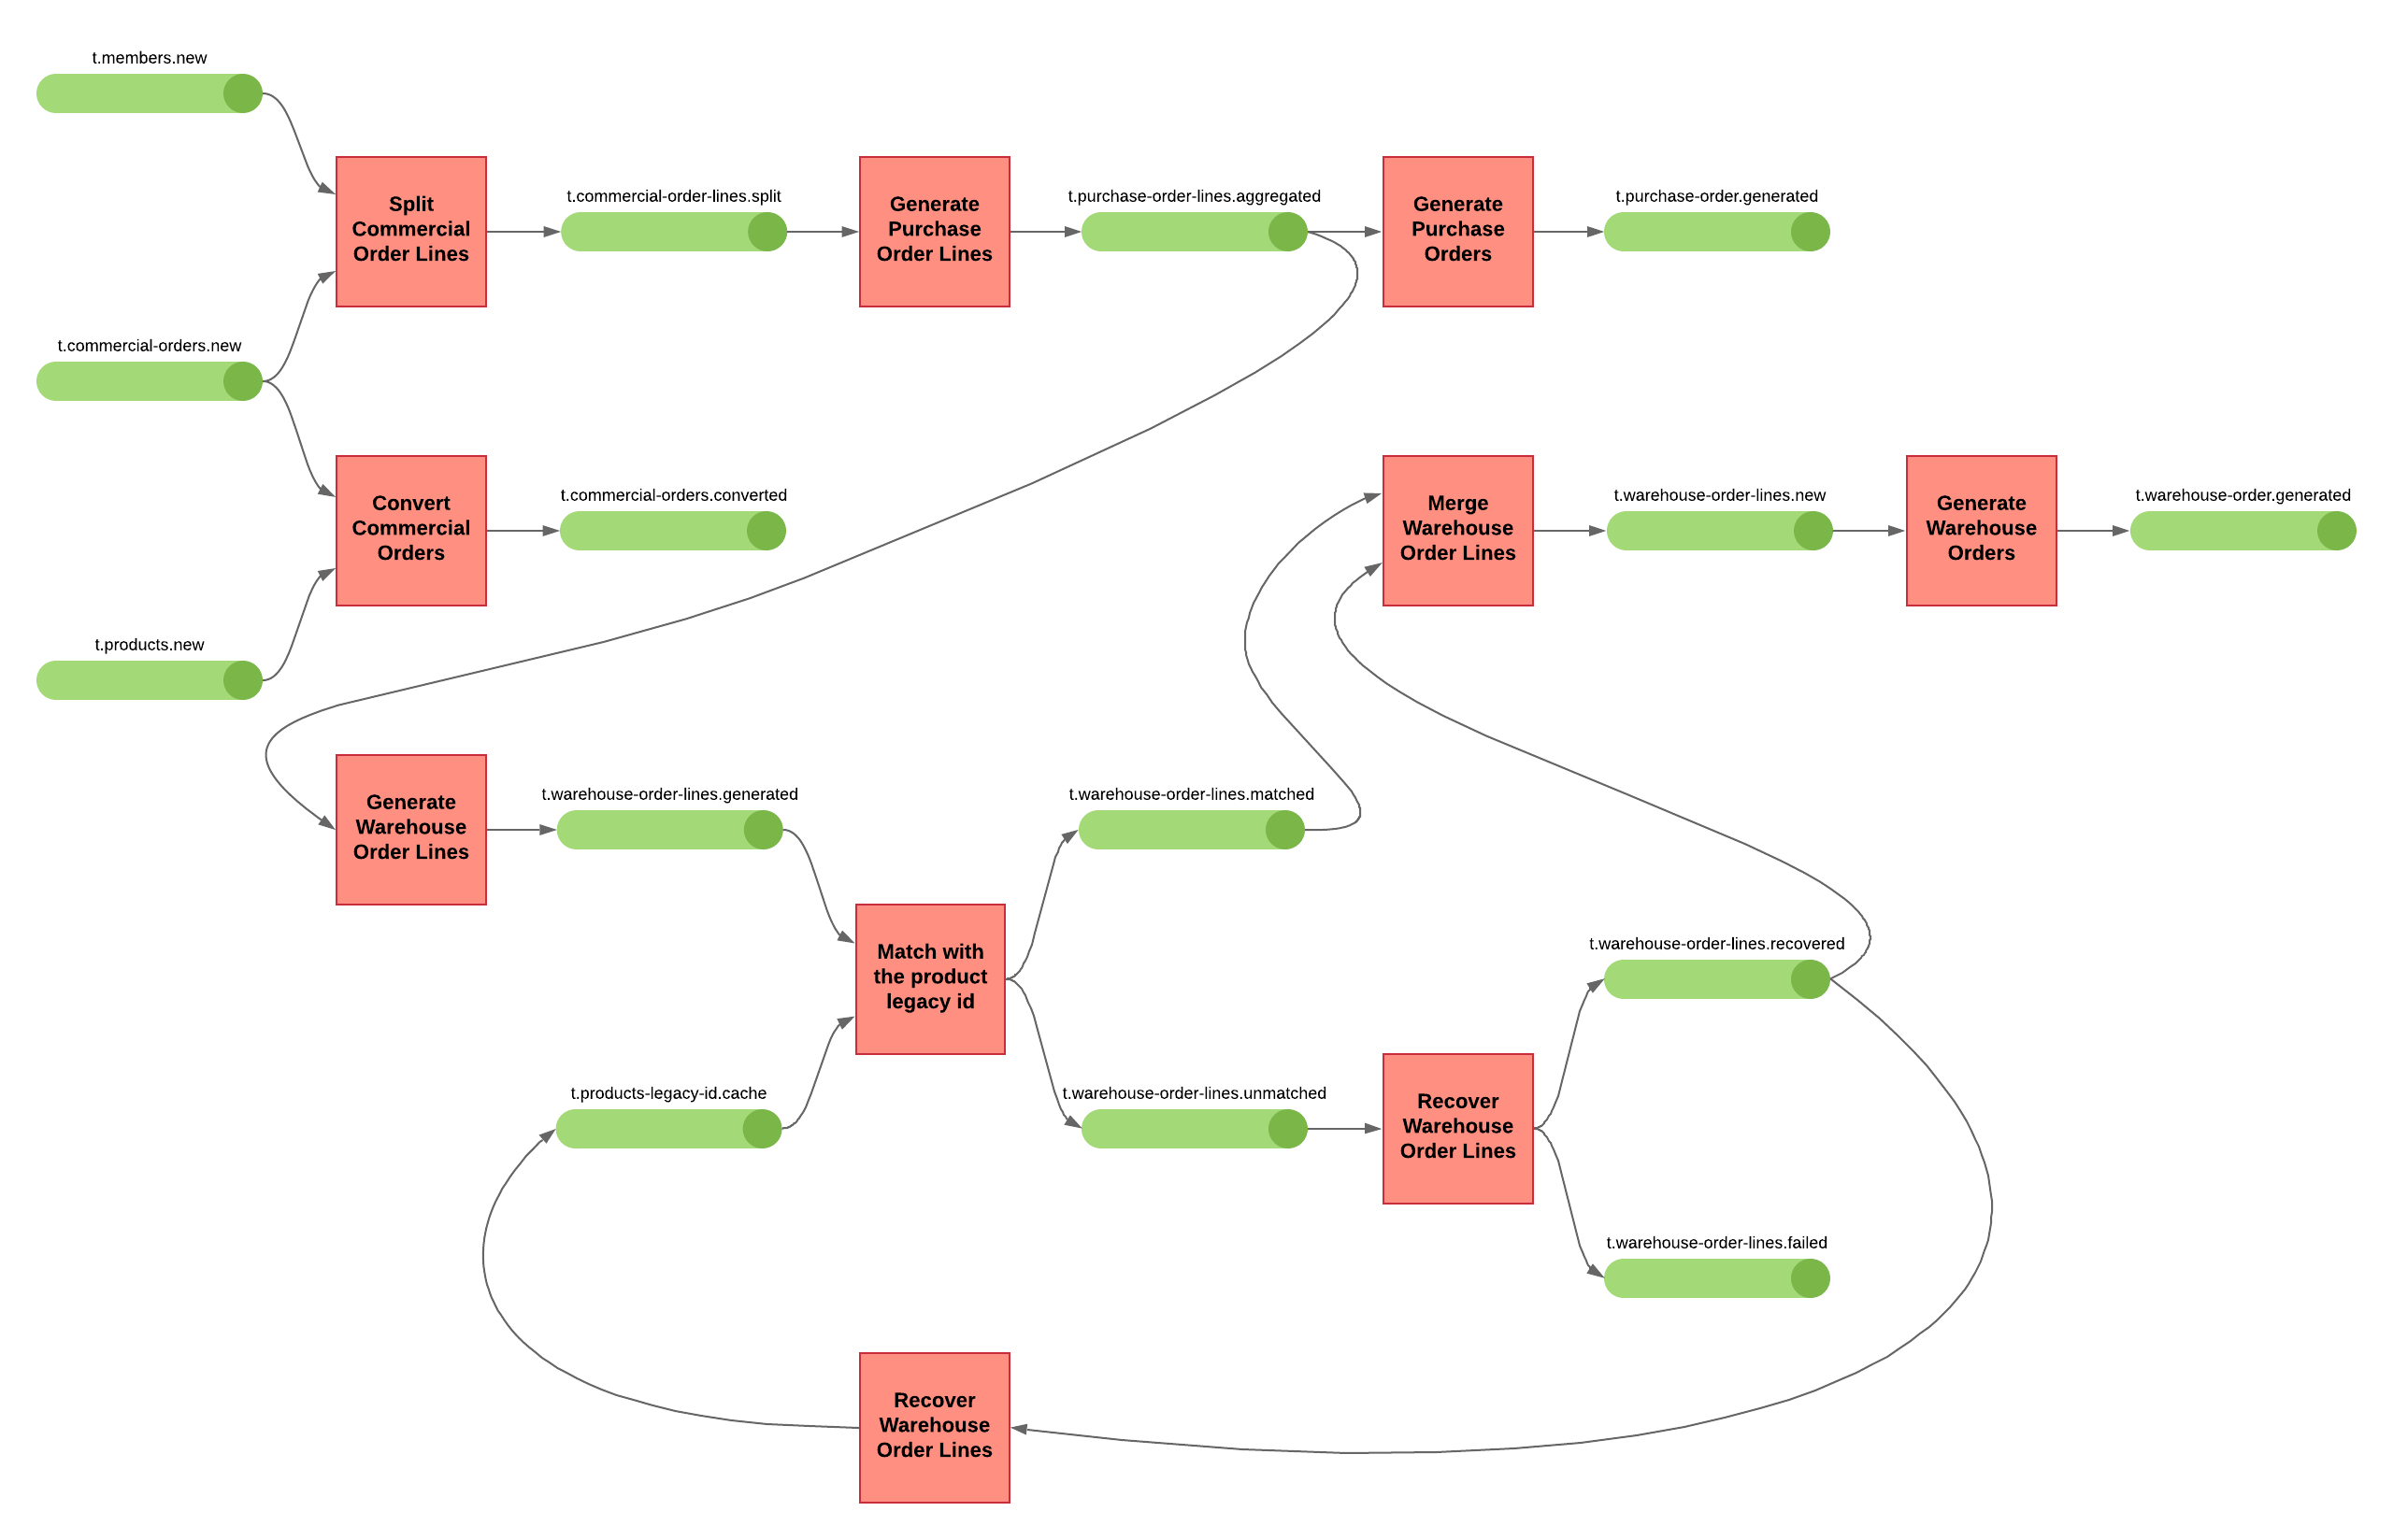 t.members.new
Split
Commercial
Order Lines
t.commercial-order-lines.split
Generate
Purchase
Order Lines
t.purchase-order-lines.aggregated
Generate
Purchase
Orders
t.purchase-order.generated
t.commercial-orders.new
Convert
Commercial
Orders
t.commercial-orders.converted
Merge
Warehouse
Order Lines
t.warehouse-order-lines.new
Generate
Warehouse
Orders
t.warehouse-order.generated
t.products.new
Generate
Warehouse
Order Lines
t.warehouse-order-lines.generated
t.warehouse-order-lines.matched
Match with
the product
legacy id
t.warehouse-order-lines.recovered
t.products-legacy-id.cache
t.warehouse-order-lines.unmatched
Recover
Warehouse
Order Lines
t.warehouse-order-lines.failed
Recover
Warehouse
Order Lines